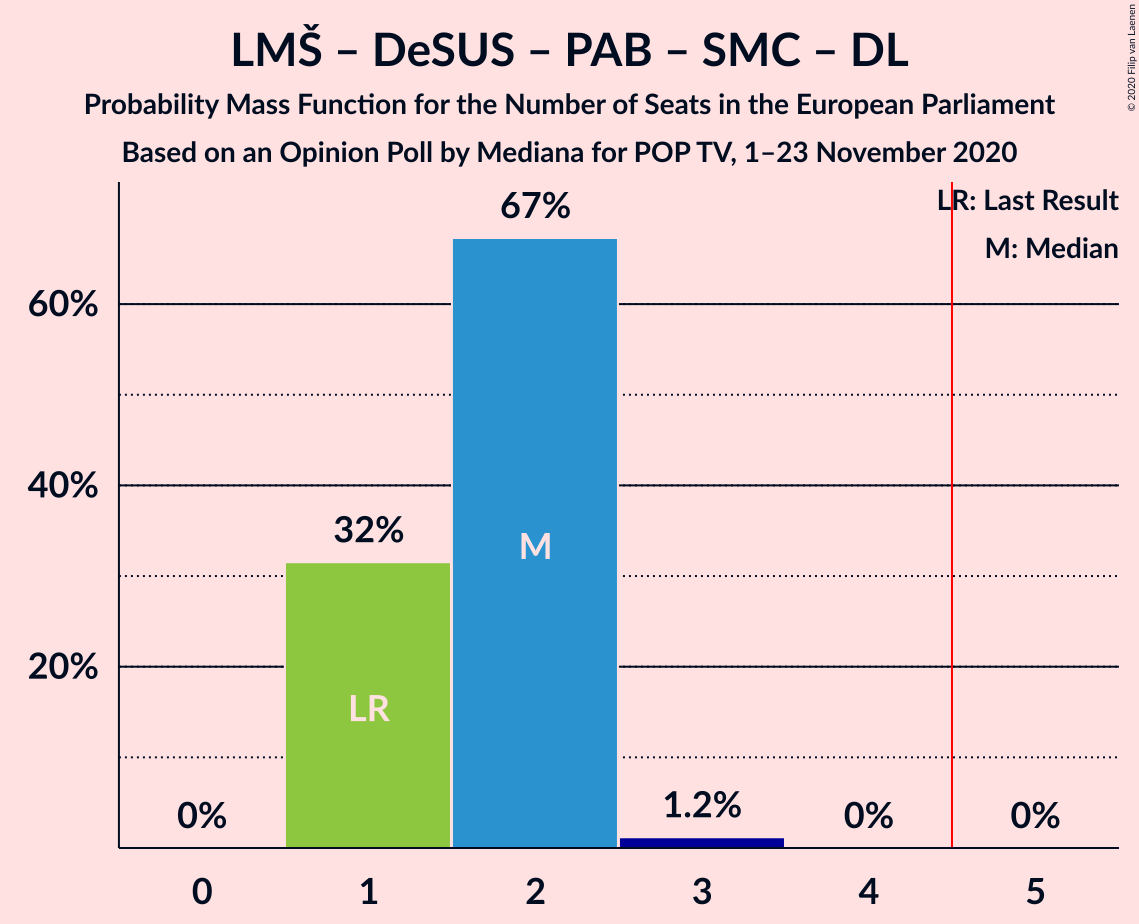 LMŠ – DeSUS – PAB – SMC – DL
Probability Mass Function for the Number of Seats in the European Parliament
Based on an Opinion Poll by Mediana for POP TV, 1–23 November 2020
© 2020 Filip van Laenen
LR: Last Result
M: Median
67%
60%
40%
32%
M
20%
LR
0%
1.2%
0%
0%
0
1
2
3
4
5